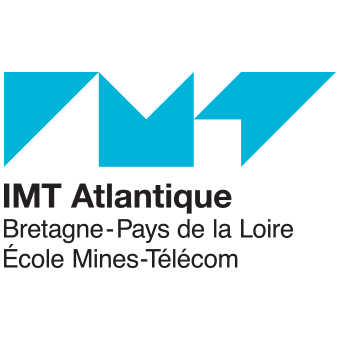 IMT Atlantique
Bretagne-Pays de la Loire
École Mines-Télécom